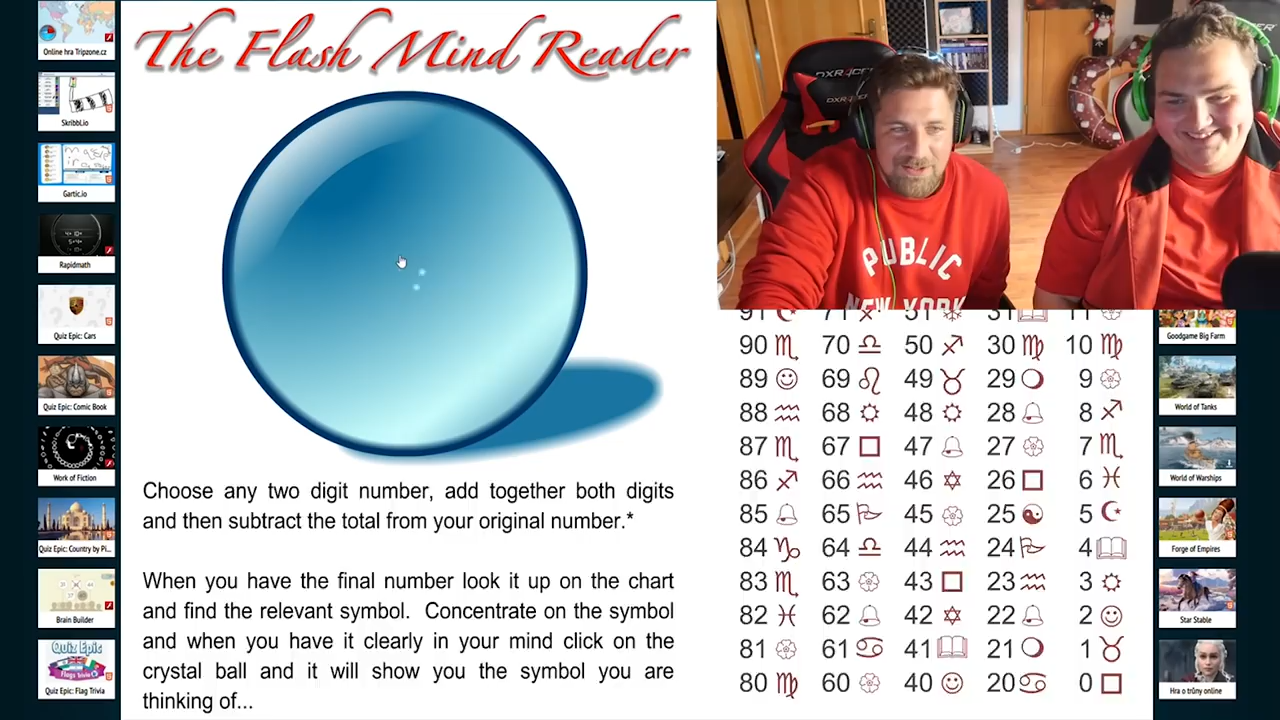 The Flash Mind Reader
Online hra Tripzone.cz
Skribbl.io
Gartic.io
Rapidmath
Quiz Epic: Cars
Quiz Epic: Comic Book
Work of Fiction
Quiz Epic: Country by Pi...
Brain Builder
Quiz Epic
Quiz Epic: Flag Trivia
DXRACER
PUBLIC
NEW YORK
Choose any two digit number, add together both digits
and then subtract the total from your original number.*
When you have the final number look it up on the chart
and find the relevant symbol. Concentrate on the symbol
and when you have it clearly in your mind click on the
crystal ball and it will show you the symbol you are
thinking of...
91 ☪ 71 ♐ 51 31 11
90 ♏ 70 ♎ 50 ♐ 30 ♍ 10 ♍
89 69 ♌ 49 ♉ 29 9
88 ♒ 68 48 28 8 ♐
87 ♏ 67 47 27 7 ♏
86 ♐ 66 ♒ 46 ✡ 26 6 ♓
85 65 45 25 ☯ 5 ☪
84 ♑ 64 ♎ 44 ♒ 24 4
83 ♏ 63 43 23 ♒ 3
82 ♓ 62 42 ✡ 22 2
81 61 ♋ 41 21 1 ♉
80 ♍ 60 40 20 ♋ 0
Goodgame Big Farm
World of Tanks
World of Warships
Forge of Empires
Star Stable
Hra o trůny online